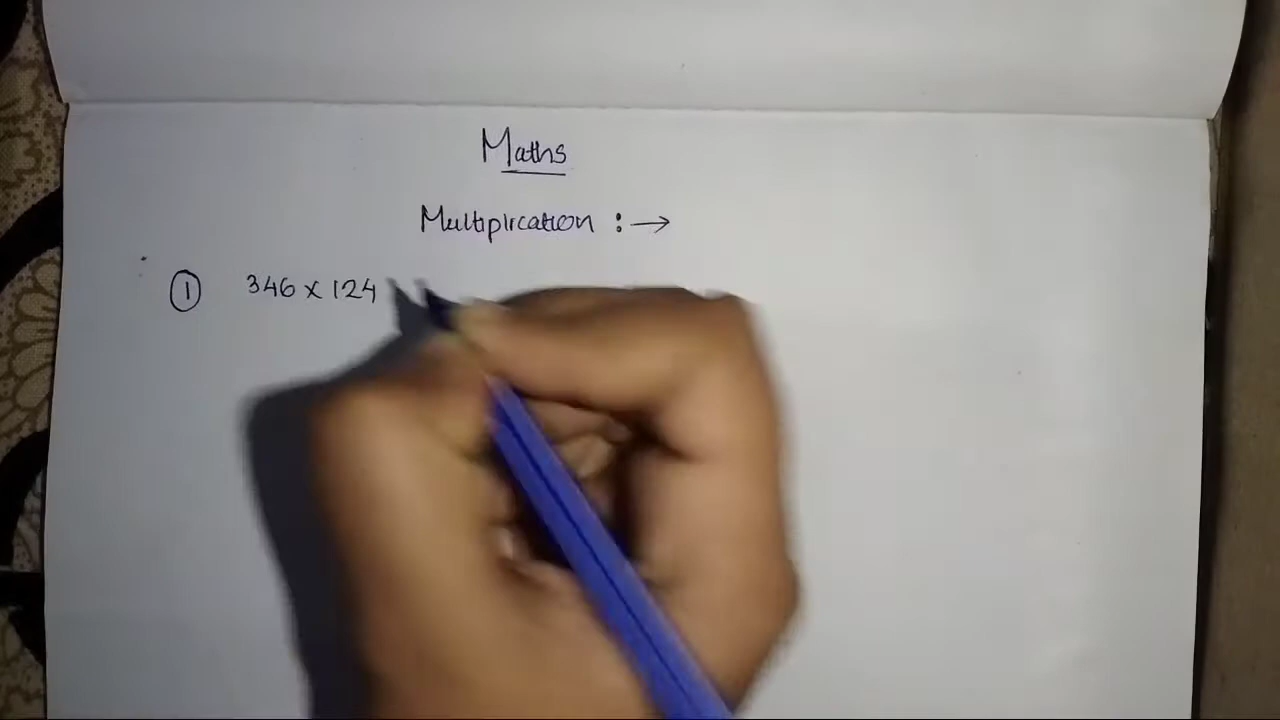 Maths
Multiplication :→
① 346 x 124